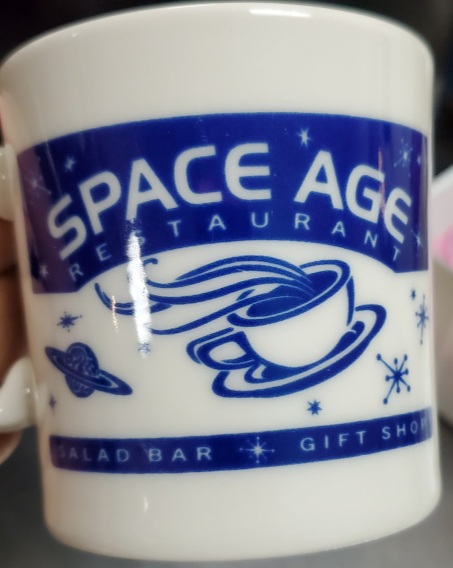 SPACE AGE
RESTAURANT
SALAD BAR GIFT SHOP